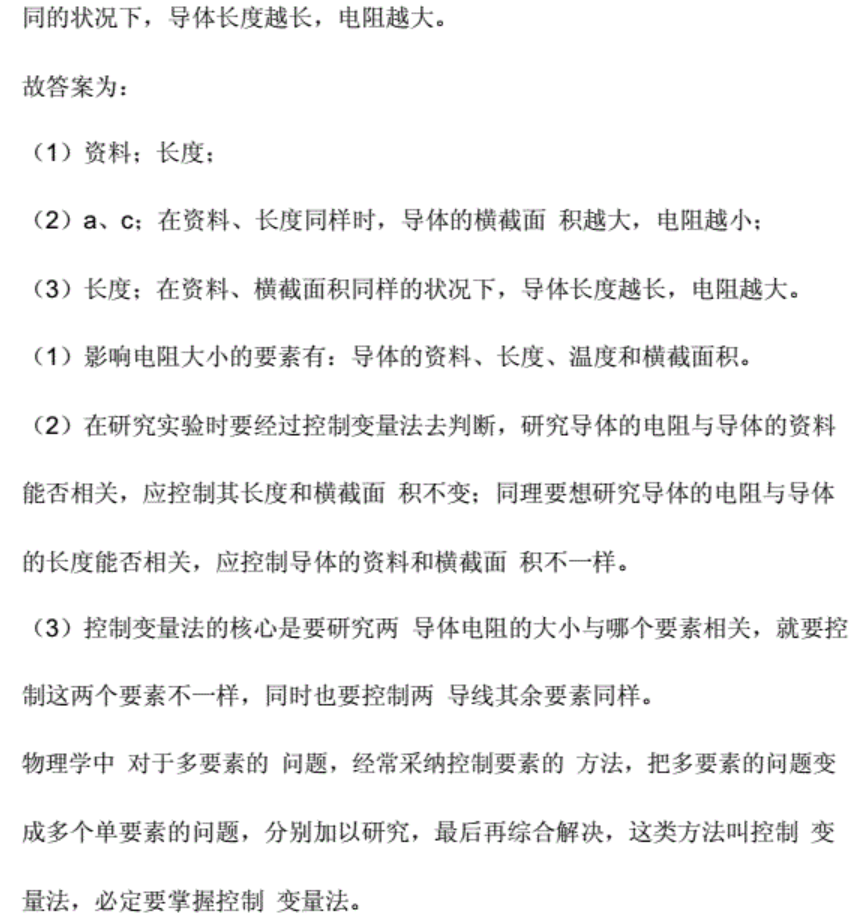 同的状况下，导体长度越长，电阻越大。
故答案为：
（1）资料；长度；
（2）a、c；在资料、长度同样时，导体的横截面 积越大，电阻越小；
（3）长度；在资料、横截面积同样的状况下，导体长度越长，电阻越大。
（1）影响电阻大小的要素有：导体的资料、长度、温度和横截面积。
（2）在研究实验时要经过控制变量法去判断，研究导体的电阻与导体的资料
能否相关，应控制其长度和横截面 积不变；同理要想研究导体的电阻与导体
的长度能否相关，应控制导体的资料和横截面 积不一样。
（3）控制变量法的核心是要研究两 导体电阻的大小与哪个要素相关，就要控
制这两个要素不一样，同时也要控制两 导线其余要素同样。
物理学中 对于多要素的 问题，经常采纳控制要素的 方法，把多要素的问题变
成多个单要素的问题，分别加以研究，最后再综合解决，这类方法叫控制 变
量法，必定要掌握控制 变量法。